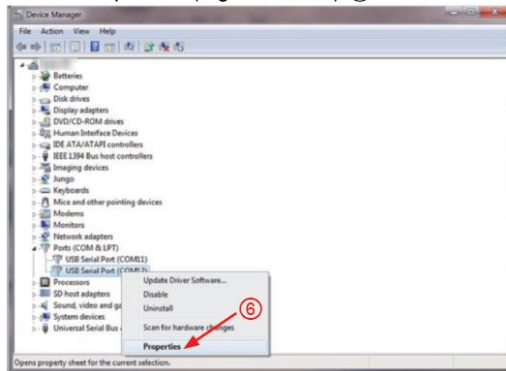 Device Manager
File Action View Help
Batteries
Computer
Disk drives
Display adapters
DVD/CD-ROM drives
Human Interface Devices
IDE ATA/ATAPI controllers
IEEE 1394 Bus host controllers
Imaging devices
Jungo
Keyboards
Mice and other pointing devices
Modems
Monitors
Network adapters
Ports (COM & LPT)
USB Serial Port (COM11)
USB Serial Port
Processors
SD host adapters
Sound, video and
System devices
Universal Serial Bus
Update Driver Software...
Disable
Uninstall
Scan for hardware changes
Properties
6
Opens property sheet for the current selection.